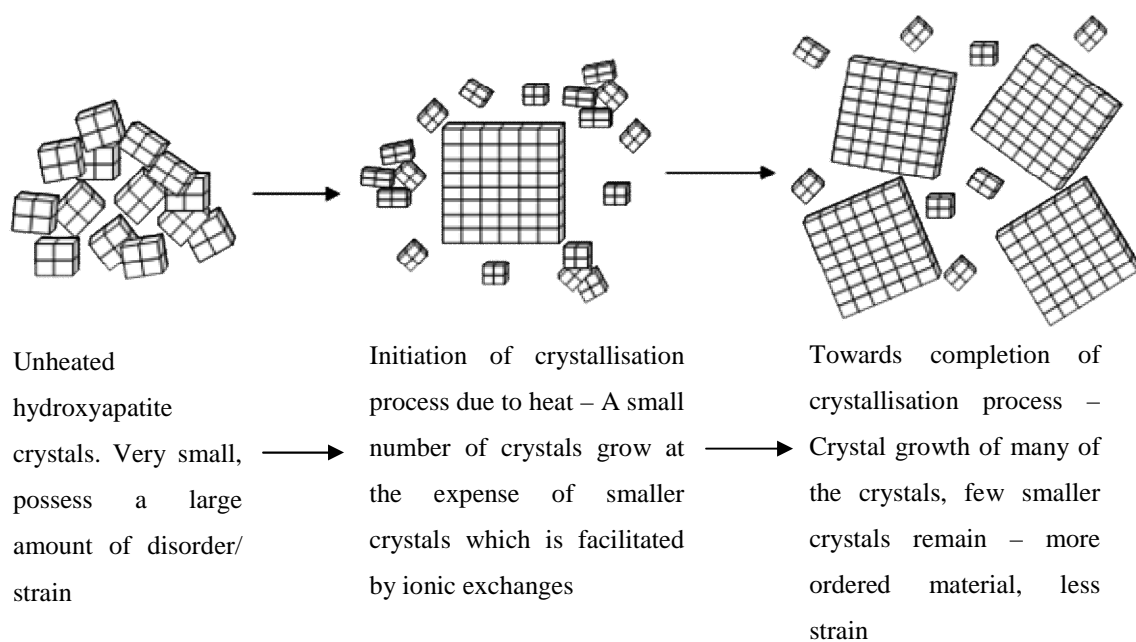 Unheated
hydroxyapatite
crystals. Very small,
possess a large
amount of disorder/
strain
Initiation of crystallisation
process due to heat – A small
number of crystals grow at
the expense of smaller
crystals which is facilitated
by ionic exchanges
Towards completion of
crystallisation process –
Crystal growth of many of
the crystals, few smaller
crystals remain – more
ordered material, less
strain